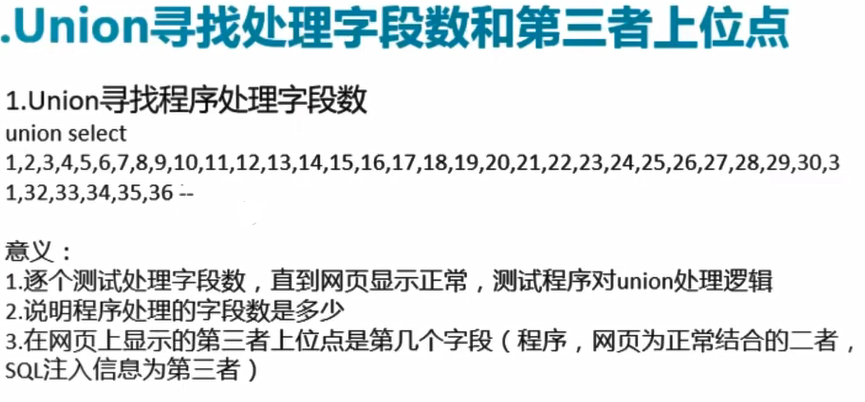 .Union寻找处理字段数和第三者上位点
1.Union寻找程序处理字段数
union select
1,2,3,4,5,6,7,8,9,10,11,12,13,14,15,16,17,18,19,20,21,22,23,24,25,26,27,28,29,30,3
1,32,33,34,35,36 --
意义：
1.逐个测试处理字段数，直到网页显示正常，测试程序对union处理逻辑
2.说明程序处理的字段数是多少
3.在网页上显示的第三者上位点是第几个字段（程序，网页为正常结合的二者，
SQL注入信息为第三者）